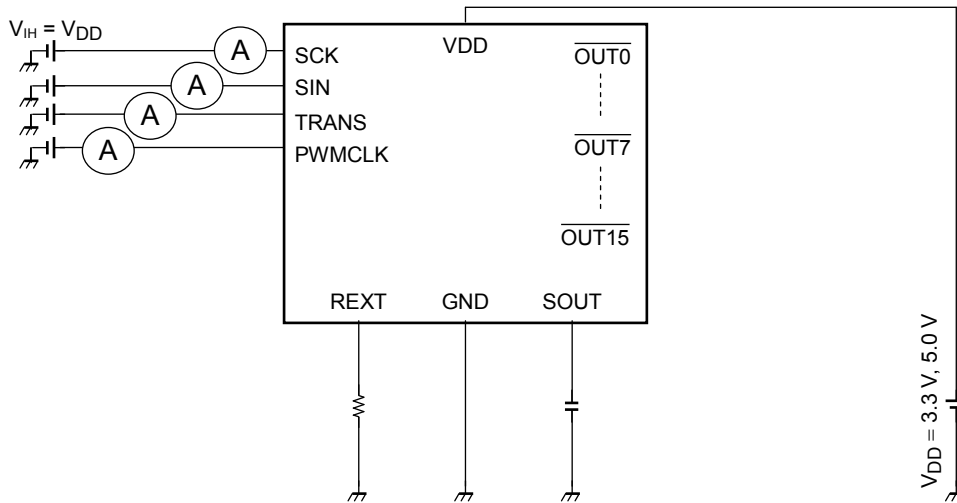 V_IH = V_DD
A
SCK
VDD
OUT0
A
SIN
A
TRANS
A
PWMCLK
OUT7
OUT15
REXT
GND
SOUT
V_DD = 3.3 V, 5.0 V